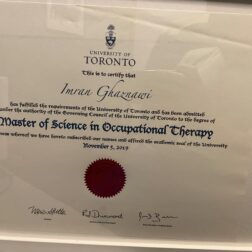 UNIVERSITY OF
TORONTO
This is to certify that
Imran Ghaznawi
has fulfilled the requirements of the University of Toronto and has been admitted
under the authority of the Governing Council of the University of Toronto to the degree of
Master of Science in Occupational Therapy
In witness whereof we have hereto subscribed our names and affixed the academic seal of the University
November 5, 2019